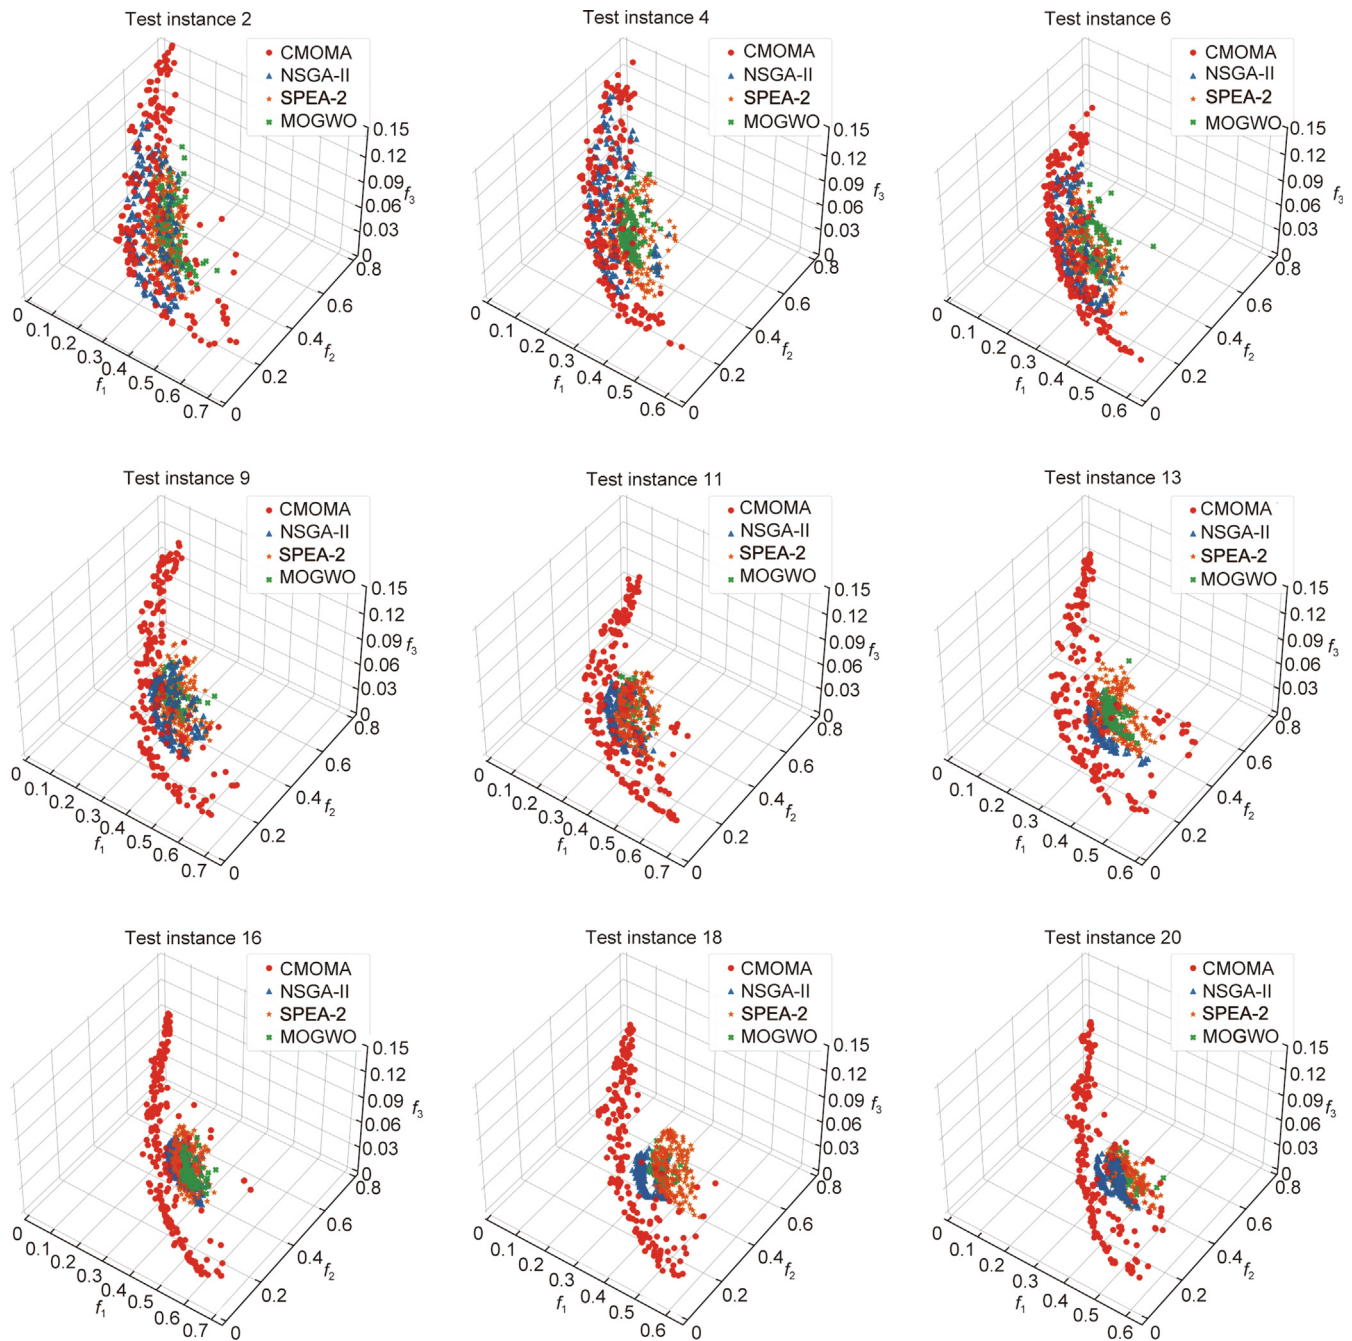 Test instance 2
CMOMA
NSGA-II
SPEA-2
MOGWO
0.15
0.12
0.09
0.06
0.03
0
f3
0.8
0.6
0.4
0.2
0
f2
0
0.1
0.2
0.3
0.4
0.5
0.6
0.7
f1
Test instance 4
CMOMA
NSGA-II
SPEA-2
MOGWO
0.15
0.12
0.09
0.06
0.03
0
f3
0.8
0.6
0.4
0.2
0
f2
0
0.1
0.2
0.3
0.4
0.5
0.6
f1
Test instance 6
CMOMA
NSGA-II
SPEA-2
MOGWO
0.15
0.12
0.09
0.06
0.03
0
f3
0.8
0.6
0.4
0.2
0
f2
0
0.1
0.2
0.3
0.4
0.5
0.6
f1
Test instance 9
CMOMA
NSGA-II
SPEA-2
MOGWO
0.15
0.12
0.09
0.06
0.03
0
f3
0.8
0.6
0.4
0.2
0
f2
0
0.1
0.2
0.3
0.4
0.5
0.6
0.7
f1
Test instance 11
CMOMA
NSGA-II
SPEA-2
MOGWO
0.15
0.12
0.09
0.06
0.03
0
f3
0.8
0.6
0.4
0.2
0
f2
0
0.1
0.2
0.3
0.4
0.5
0.6
0.7
f1
Test instance 13
CMOMA
NSGA-II
SPEA-2
MOGWO
0.15
0.12
0.09
0.06
0.03
0
f3
0.8
0.6
0.4
0.2
0
f2
0
0.1
0.2
0.3
0.4
0.5
0.6
f1
Test instance 16
CMOMA
NSGA-II
SPEA-2
MOGWO
0.15
0.12
0.09
0.06
0.03
0
f3
0.8
0.6
0.4
0.2
0
f2
0
0.1
0.2
0.3
0.4
0.5
0.6
0.7
f1
Test instance 18
CMOMA
NSGA-II
SPEA-2
MOGWO
0.15
0.12
0.09
0.06
0.03
0
f3
0.8
0.6
0.4
0.2
0
f2
0
0.1
0.2
0.3
0.4
0.5
0.6
f1
Test instance 20
CMOMA
NSGA-II
SPEA-2
MOGWO
0.15
0.12
0.09
0.06
0.03
0
f3
0.8
0.6
0.4
0.2
0
f2
0
0.1
0.2
0.3
0.4
0.5
0.6
f1